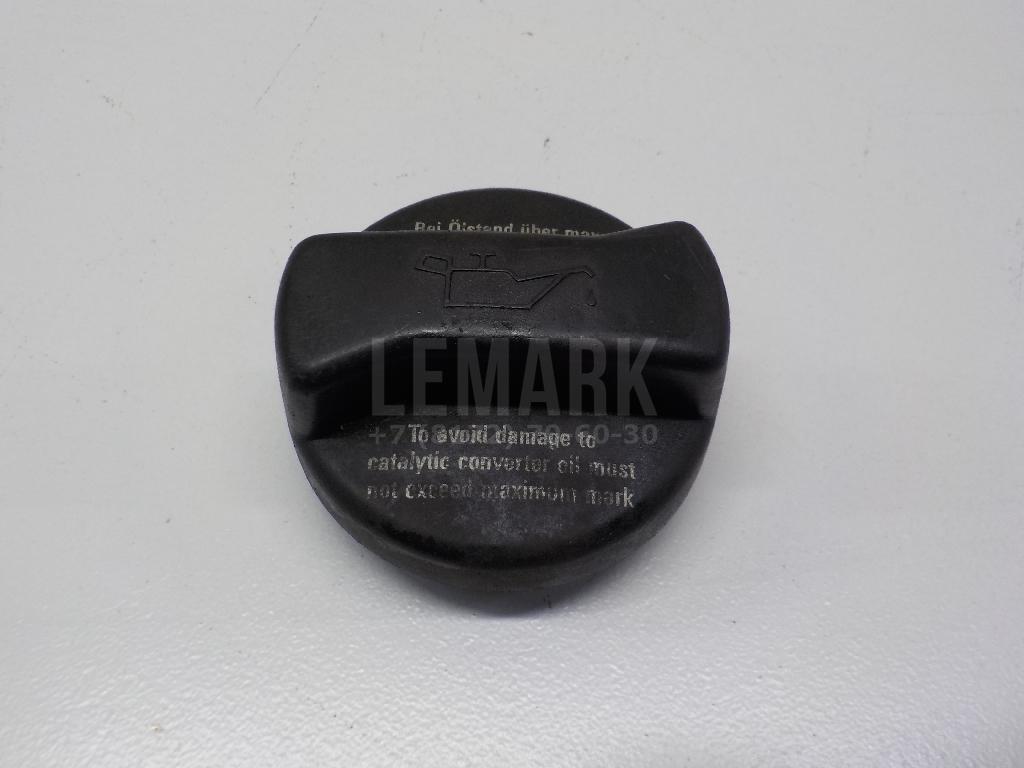 Bei Ölstand über max
LEMARK
To avoid damage to
catalytic converter oil must
not exceed maximum mark